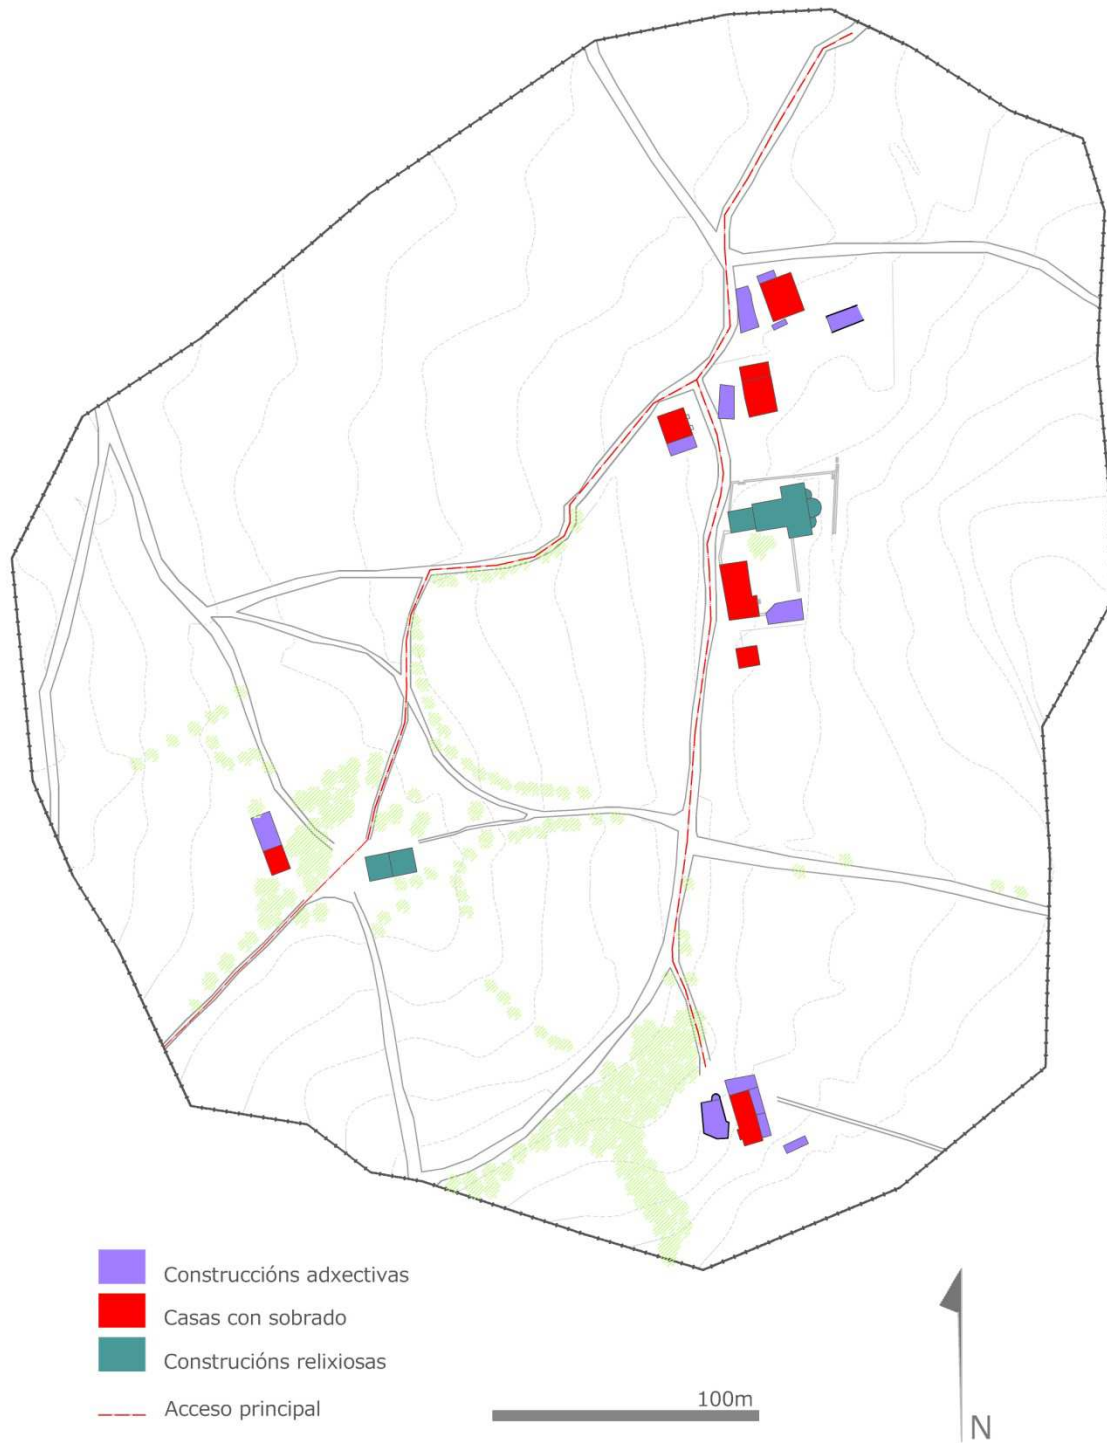 Construccións adxectivas
Casas con sobrado
Construcións relixiosas
Acceso principal
100m
N